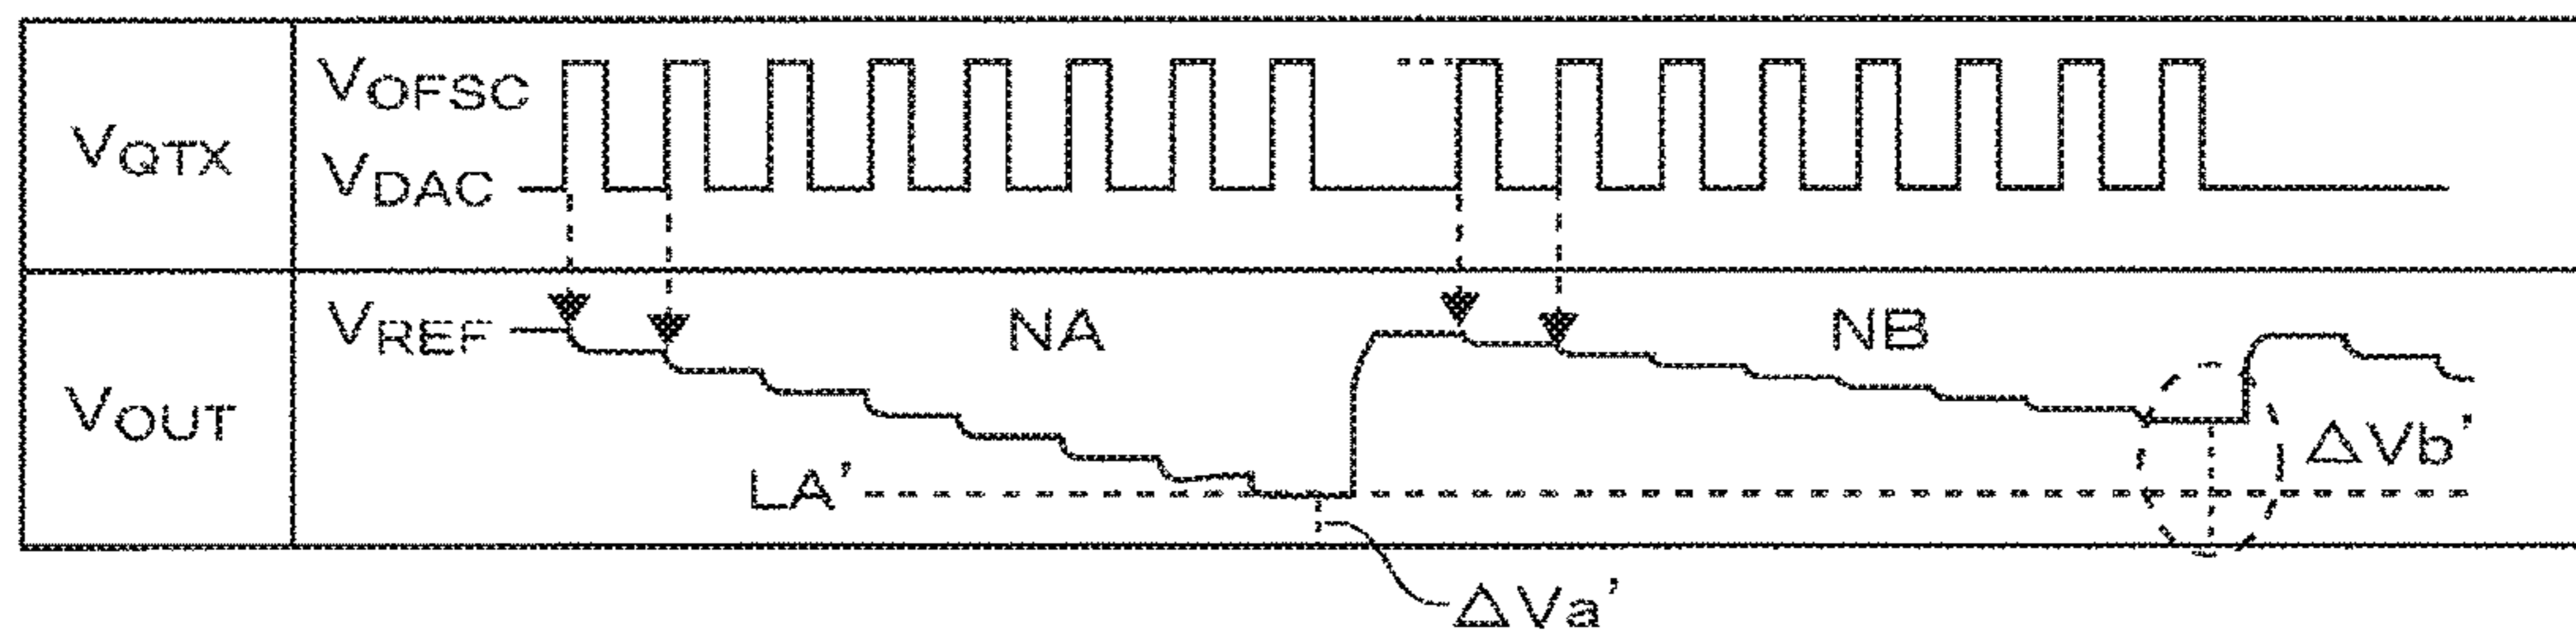 VQTX
VOFSC
VDAC
VOUT
VREF
NA
NB
LA'
ΔVb'
ΔVa'